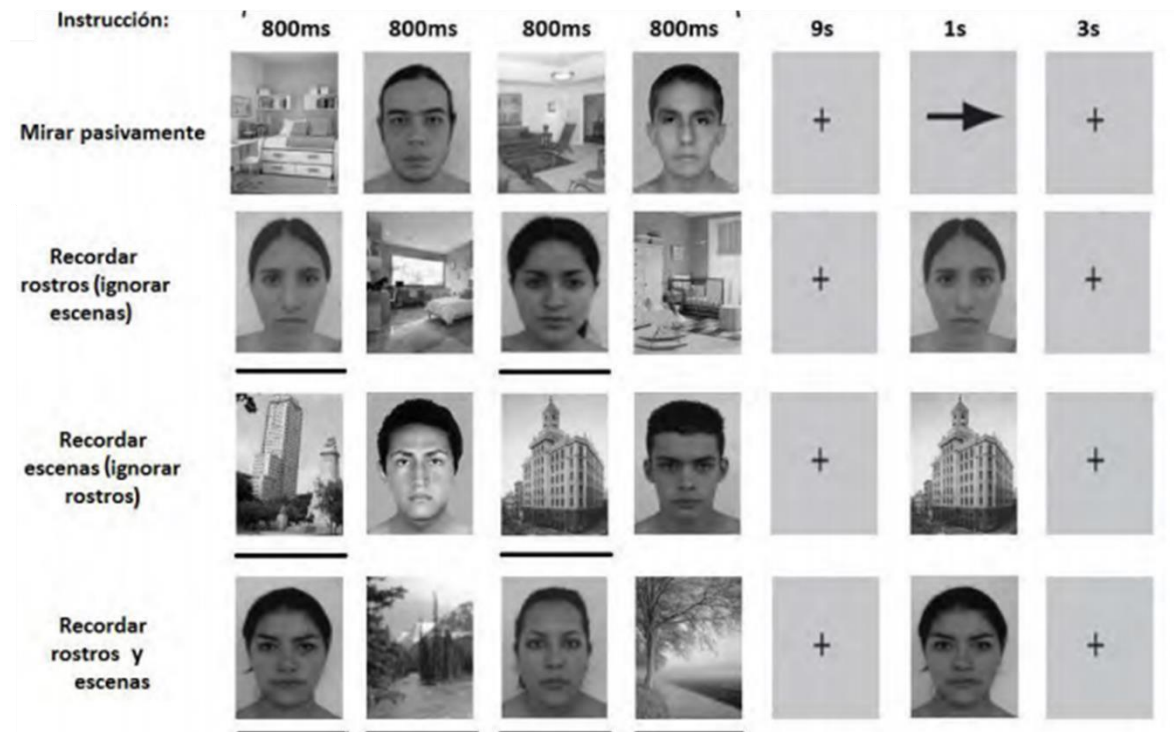 Instrucción:
800ms 800ms 800ms 800ms 9s 1s 3s
Mirar pasivamente
Recordar
rostros (ignorar
escenas)
Recordar
escenas (ignorar
rostros)
Recordar
rostros y
escenas